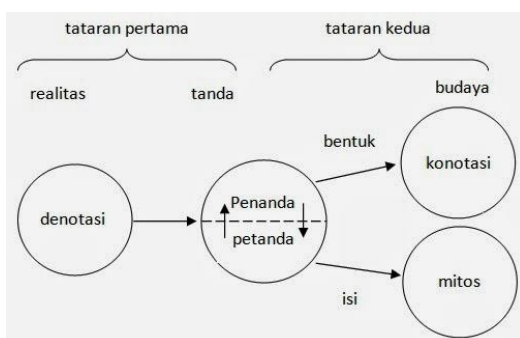 tataran pertama
tataran kedua
realitas
tanda
budaya
bentuk
konotasi
denotasi
Penanda
petanda
mitos
isi